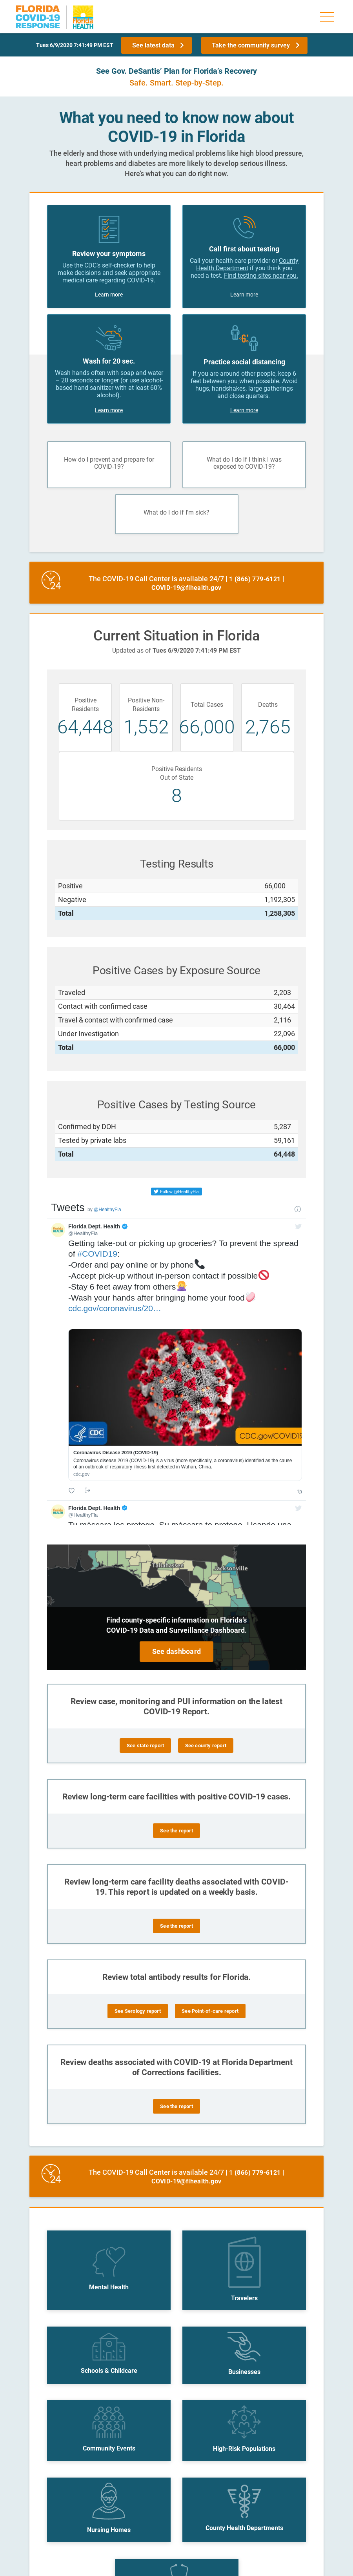 FLORIDA
COVID-19
RESPONSE
Florida
HEALTH
Tues 6/9/2020 7:41:49 PM EST
See latest data
Take the community survey
See Gov. DeSantis' Plan for Florida's Recovery
Safe. Smart. Step-by-Step.
What you need to know now about
COVID-19 in Florida
The elderly and those with underlying medical problems like high blood pressure,
heart problems and diabetes are more likely to develop serious illness.
Here's what you can do right now.
Review your symptoms
Use the CDC's self-checker to help
make decisions and seek appropriate
medical care regarding COVID-19.
Learn more
Call first about testing
Call your health care provider or County
Health Department if you think you
need a test. Find testing sites near you.
Learn more
Wash for 20 sec.
Wash hands often with soap and water
– 20 seconds or longer (or use alcohol-
based hand sanitizer with at least 60%
alcohol).
Learn more
6'
Practice social distancing
If you are around other people, keep 6
feet between you when possible. Avoid
hugs, handshakes, large gatherings
and close quarters.
Learn more
How do I prevent and prepare for
COVID-19?
What do I do if I think I was
exposed to COVID-19?
What do I do if I'm sick?
24
The COVID-19 Call Center is available 24/7 | 1 (866) 779-6121 |
COVID-19@flhealth.gov
Current Situation in Florida
Updated as of Tues 6/9/2020 7:41:49 PM EST
Positive
Residents
64,448
Positive Non-
Residents
1,552
Total Cases
66,000
Deaths
2,765
Positive Residents
Out of State
8
Testing Results
Positive 66,000
Negative 1,192,305
Total 1,258,305
Positive Cases by Exposure Source
Traveled 2,203
Contact with confirmed case 30,464
Travel & contact with confirmed case 2,116
Under Investigation 22,096
Total 66,000
Positive Cases by Testing Source
Confirmed by DOH 5,287
Tested by private labs 59,161
Total 64,448
Follow @HealthyFla
Tweets by @HealthyFla
Florida Dept. Health
@HealthyFla
Getting take-out or picking up groceries? To prevent the spread
of #COVID19:
-Order and pay online or by phone📞
-Accept pick-up without in-person contact if possible🚫
-Stay 6 feet away from others
-Wash your hands after bringing home your food
cdc.gov/coronavirus/20…
CDC
CDC.gov/COVID19
Coronavirus Disease 2019 (COVID-19)
Coronavirus disease 2019 (COVID-19) is a virus (more specifically, a coronavirus) identified as the cause
of an outbreak of respiratory illness first detected in Wuhan, China.
cdc.gov
Florida Dept. Health
@HealthyFla
Tu máscara los protege. Su máscara te protege. Usando una
Tallahassee
Jacksonville
Find county-specific information on Florida's
COVID-19 Data and Surveillance Dashboard.
See dashboard
Review case, monitoring and PUI information on the latest
COVID-19 Report.
See state report
See county report
Review long-term care facilities with positive COVID-19 cases.
See the report
Review long-term care facility deaths associated with COVID-
19. This report is updated on a weekly basis.
See the report
Review total antibody results for Florida.
See Serology report
See Point-of-care report
Review deaths associated with COVID-19 at Florida Department
of Corrections facilities.
See the report
24
The COVID-19 Call Center is available 24/7 | 1 (866) 779-6121 |
COVID-19@flhealth.gov
Mental Health
Travelers
Schools & Childcare
Businesses
Community Events
High-Risk Populations
Nursing Homes
County Health Departments